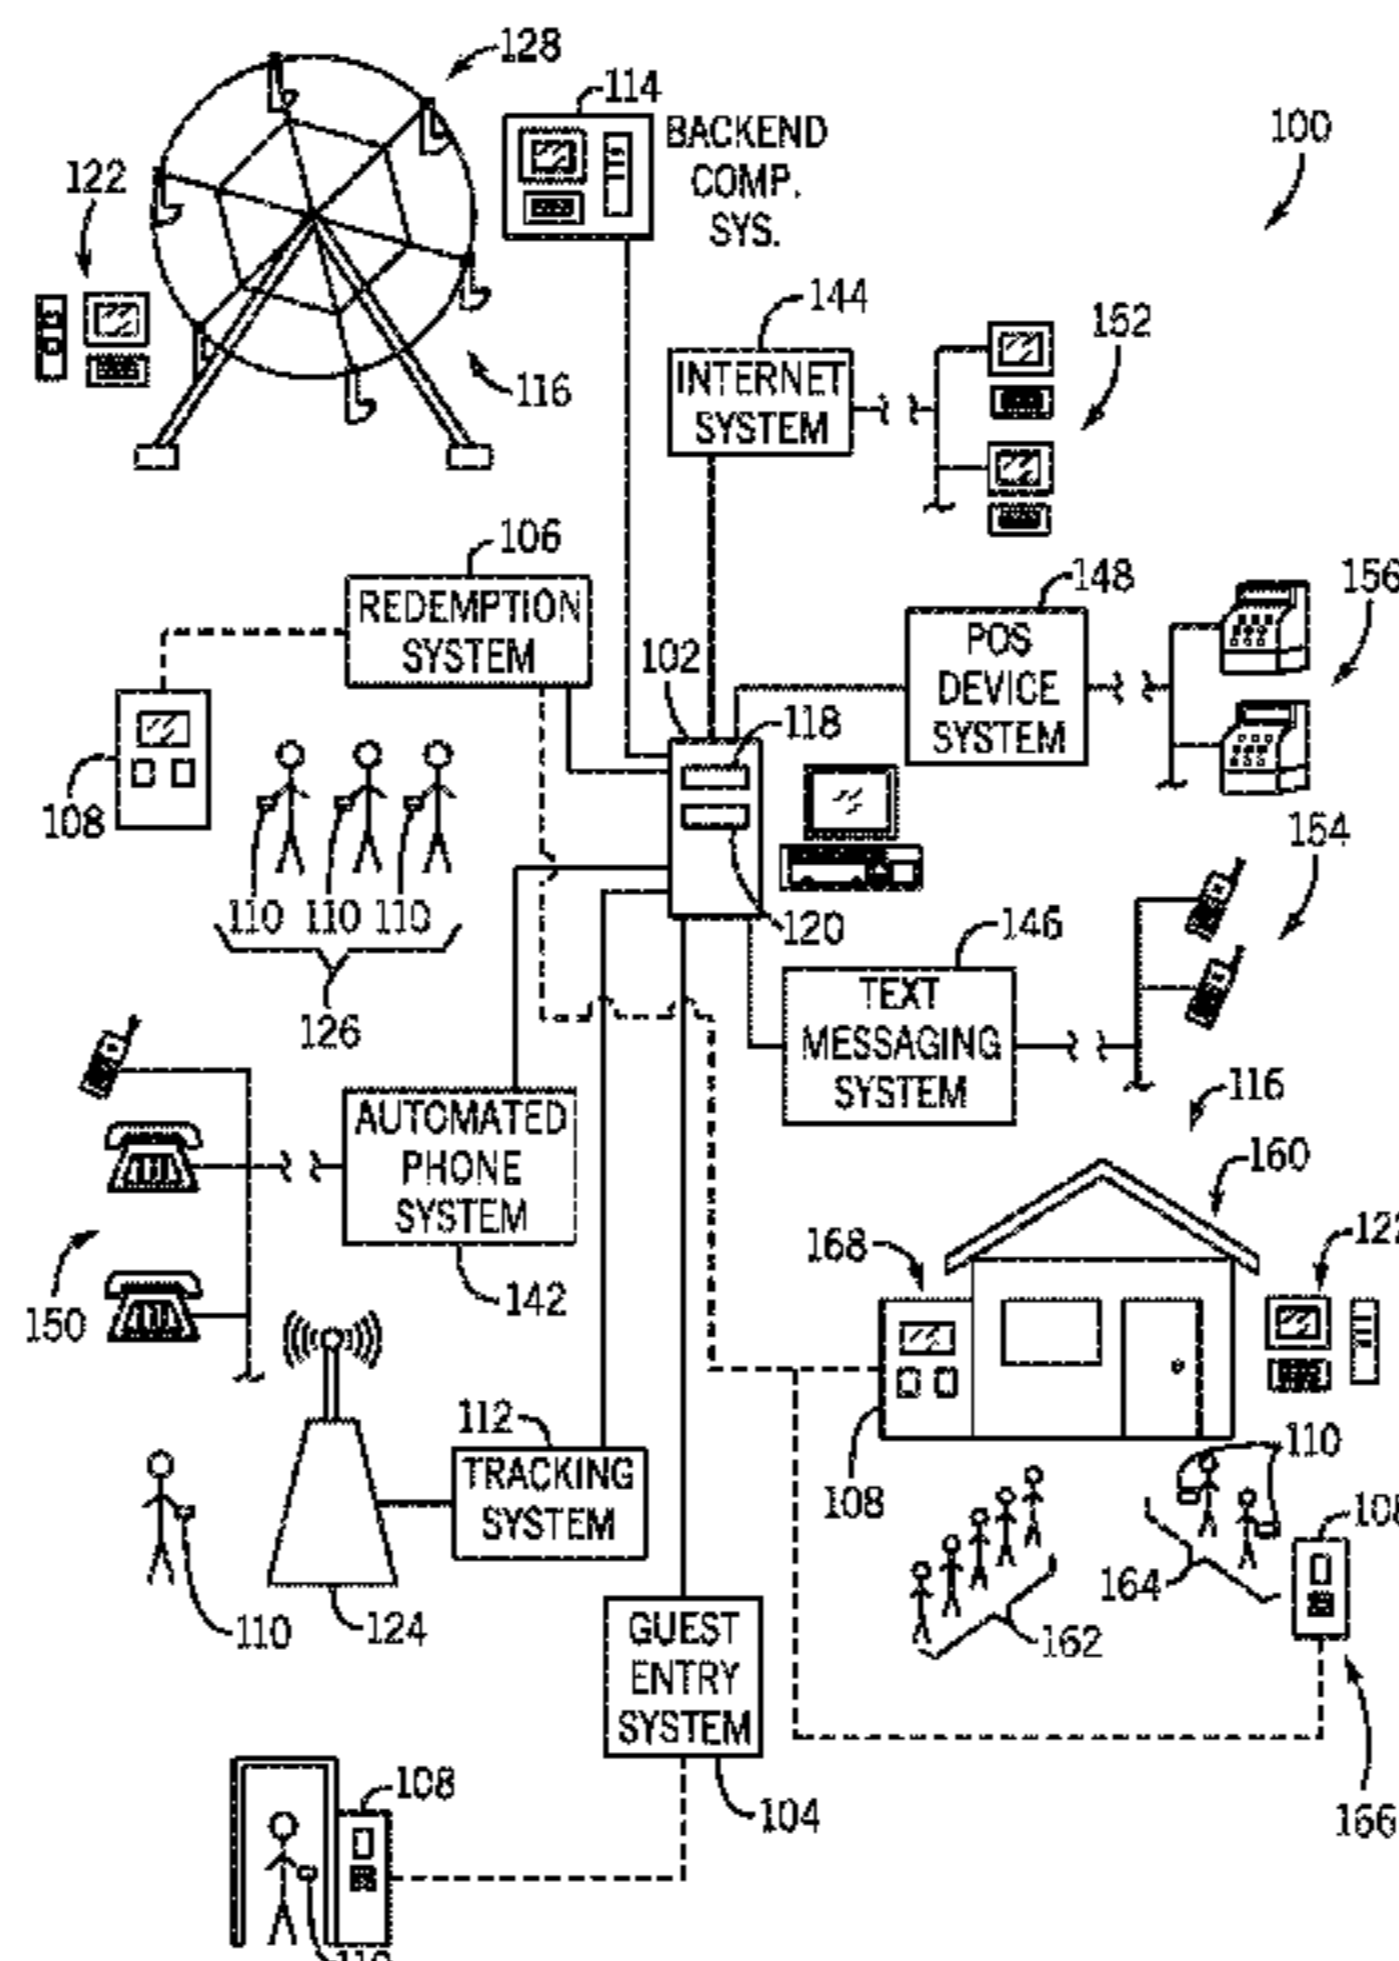 128
114
BACKEND
COMP.
SYS.
100
122
144
152
116
INTERNET
SYSTEM
106
148
156
REDEMPTION
SYSTEM
102
POS
DEVICE
SYSTEM
118
108
154
110 110 110
120
146
126
TEXT
MESSAGING
SYSTEM
116
AUTOMATED
PHONE
SYSTEM
160
168
150
142
112
110
TRACKING
SYSTEM
108
164
110
124
162
GUEST
ENTRY
SYSTEM
108
104
166